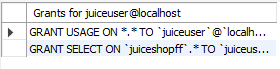 Grants for juiceuser@localhost
GRANT USAGE ON *.* TO `juiceuser`@`localh...
GRANT SELECT ON `juiceshopff`.* TO `juiceus...